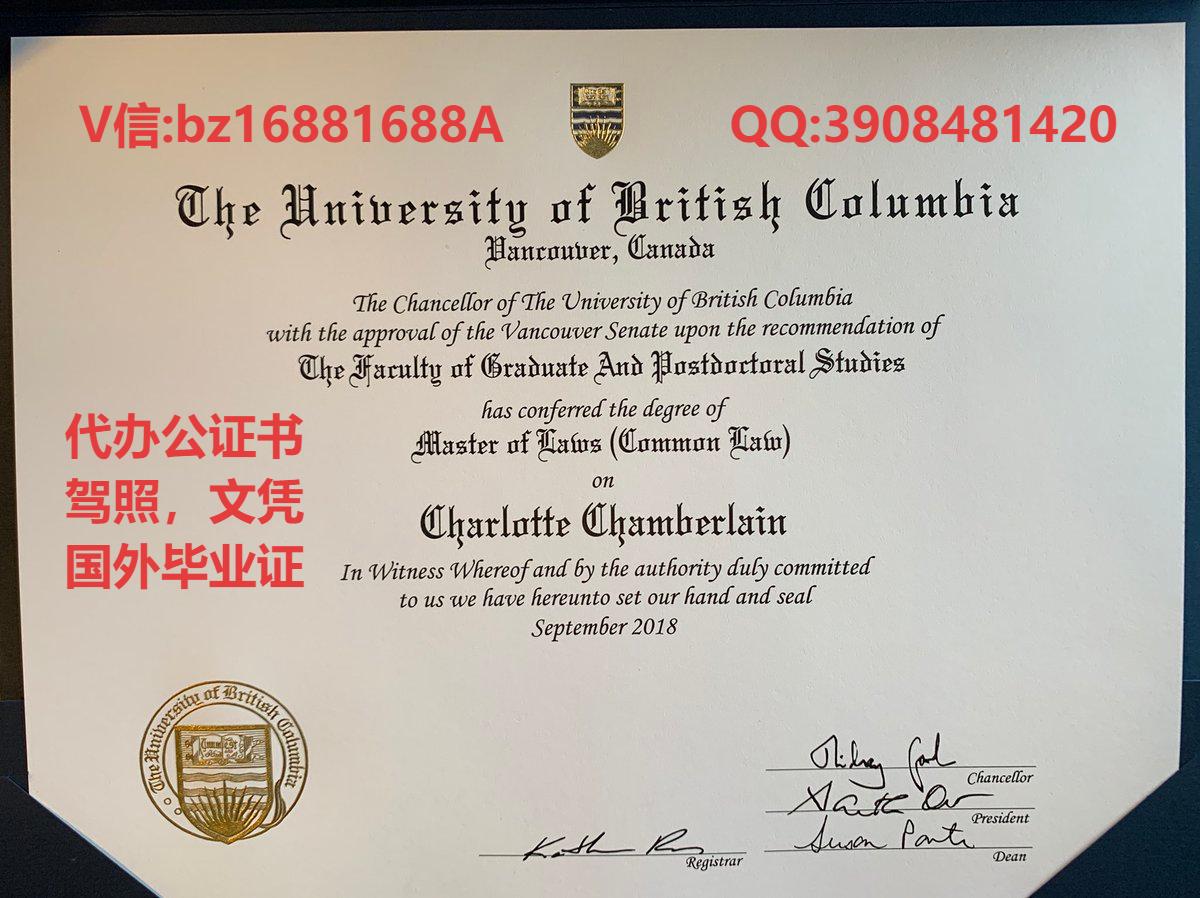 V信:bz16881688A
QQ:3908481420
The University of British Columbia
Vancouver, Canada
The Chancellor of The University of British Columbia
with the approval of the Vancouver Senate upon the recommendation of
The Faculty of Graduate And Postdoctoral Studies
has conferred the degree of
Master of Laws (Common Law)
on
Charlotte Chamberlain
In Witness Whereof and by the authority duly committed
to us we have hereunto set our hand and seal
September 2018
代办公证书
驾照，文凭
国外毕业证
The University of British Columbia
Chancellor
President
Dean
Registrar